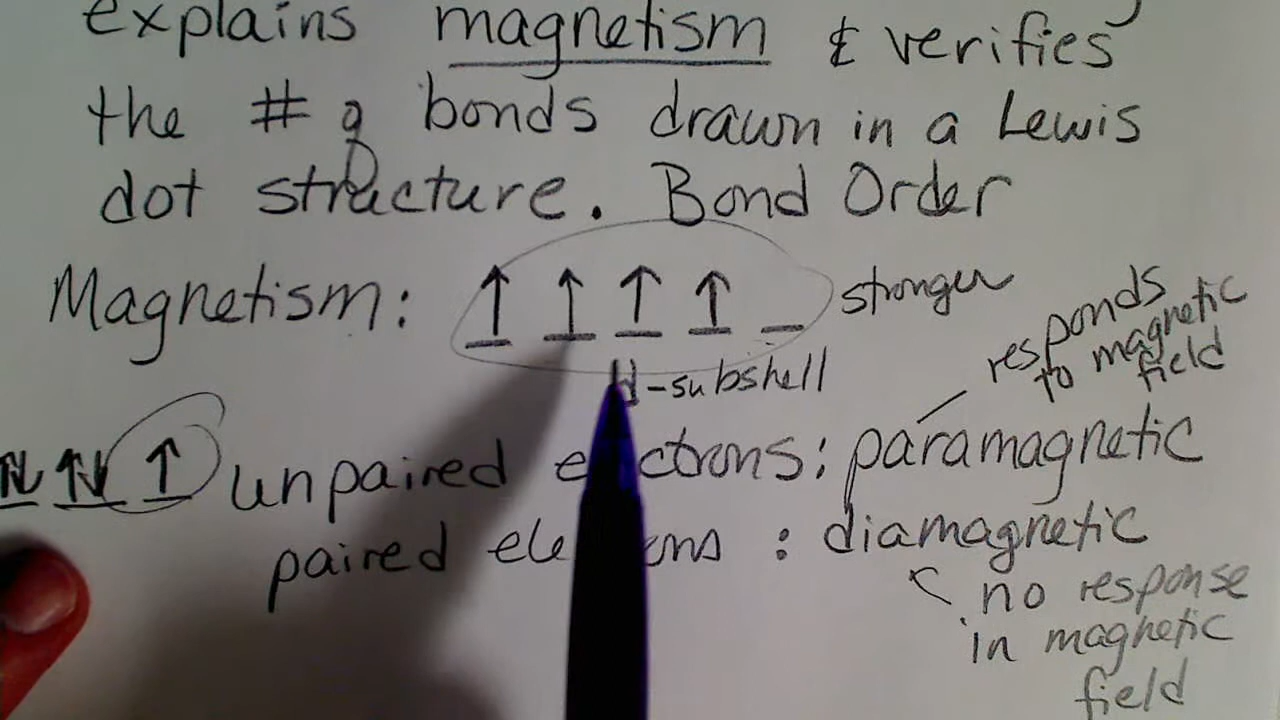 explains magnetism & verifies
the # of bonds drawn in a Lewis
dot structure. Bond Order
Magnetism: ↑ ↑ ↑ ↑ _ stronger
d-subshell
responds
to magnetic
field
unpaired electrons: paramagnetic
paired : diamagnetic
no response
in magnetic
field